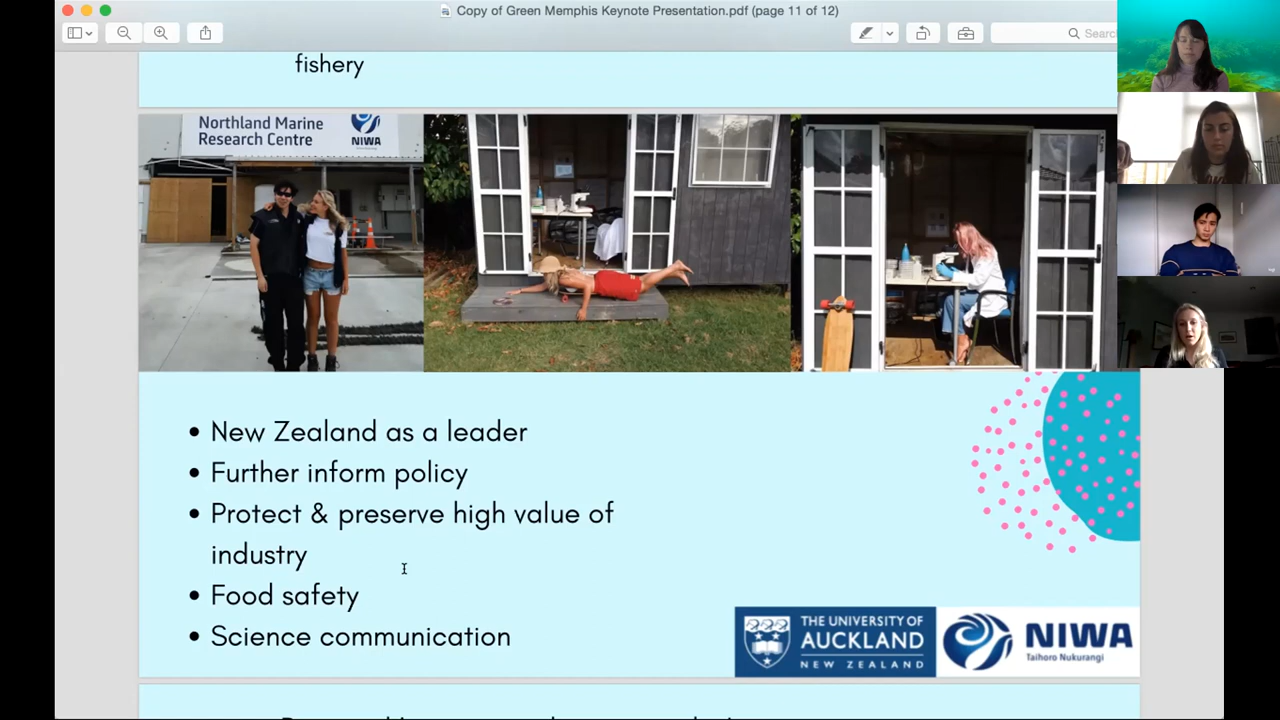 Copy of Green Memphis Keynote Presentation.pdf (page 11 of 12)
Search
fishery
Northland Marine
Research Centre
NIWA
• New Zealand as a leader
• Further inform policy
• Protect & preserve high value of
industry
• Food safety
• Science communication
THE UNIVERSITY OF
AUCKLAND
NEW ZEALAND
NIWA
Taihoro Nukurangi